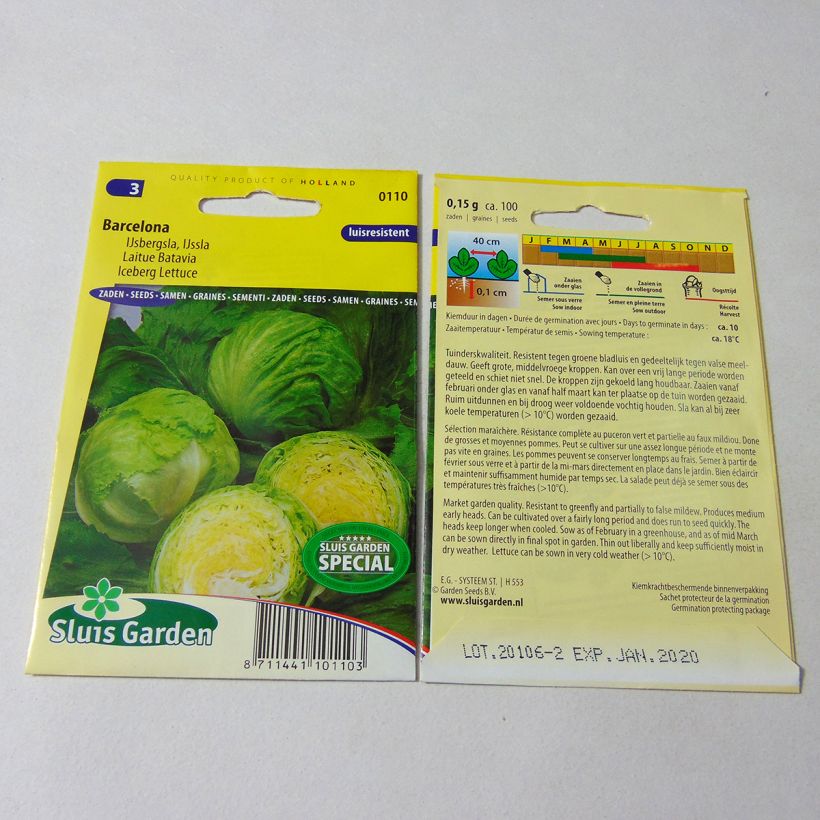 3
QUALITY PRODUCT OF HOLLAND
0110
Barcelona
IJsbergsla, IJssla
Laitue Batavia
Iceberg Lettuce
luisresistent
ZADEN - SEEDS - SAMEN - GRAINES - SEMENTI - ZADEN - SEEDS - SAMEN - GRAINES - SEM
SLUIS GARDEN
SPECIAL
Sluis Garden
8 711441 101103
0,15 g ca. 100
zaden | graines | seeds
J F M A M J J A S O N D
40 cm
0,1 cm
Zaaien
onder glas
Semer sous verre
Sow indoor
Zaaien in
de vollegrond
Semer en pleine terre
Sow outdoor
Oogsttijd
Récolte
Harvest
Kiemduur in dagen • Durée de germination avec jours • Days to germinate in days : ca. 10
Zaaitemperatuur • Températur de semis • Sowing temperature : ca. 18°C
Tuinderskwaliteit. Resistent tegen groene bladluis en gedeeltelijk tegen valse meel-
dauw. Geeft grote, middelvroege kroppen. Kan over een vrij lange periode worden
geteeld en schiet niet snel. De kroppen zijn gekoeld lang houdbaar. Zaaien vanaf
februari onder glas en vanaf half maart kan ter plaatse op de tuin worden gezaaid.
Ruim uitdunnen en bij droog weer voldoende vochtig houden. Sla kan al bij zeer
koele temperaturen (> 10°C) worden gezaaid.
Sélection maraîchère. Résistance complète au puceron vert et partielle au faux mildiou. Done
de grosses et moyennes pommes. Peut se cultiver sur une assez longue période et ne monte
pas vite en graines. Les pommes peuvent se conserver longtemps au frais. Semer à partir de
février sous verre et à partir de la mi-mars directement en place dans le jardin. Bien éclaircir
et maintenir suffisamment humide par temps sec. La salade peut déjà se semer sous des
températures très fraîches (>10°C).
Market garden quality. Resistant to greenfly and partially to false mildew. Produces medium
early heads. Can be cultivated over a fairly long period and does run to seed quickly. The
heads keep longer when cooled. Sow as of February in a greenhouse, and as of mid March
can be sown directly in final spot in garden. Thin out liberally and keep sufficiently moist in
dry weather. Lettuce can be sown in very cold weather (> 10°C).
E.G. - SYSTEEM ST. | H 553
© Garden Seeds B.V.
www.sluisgarden.nl
Kiemkrachtbeschermende binnenverpakking
Sachet protecteur de la germination
Germination protecting package
LOT.20106-2 EXP.JAN.2020